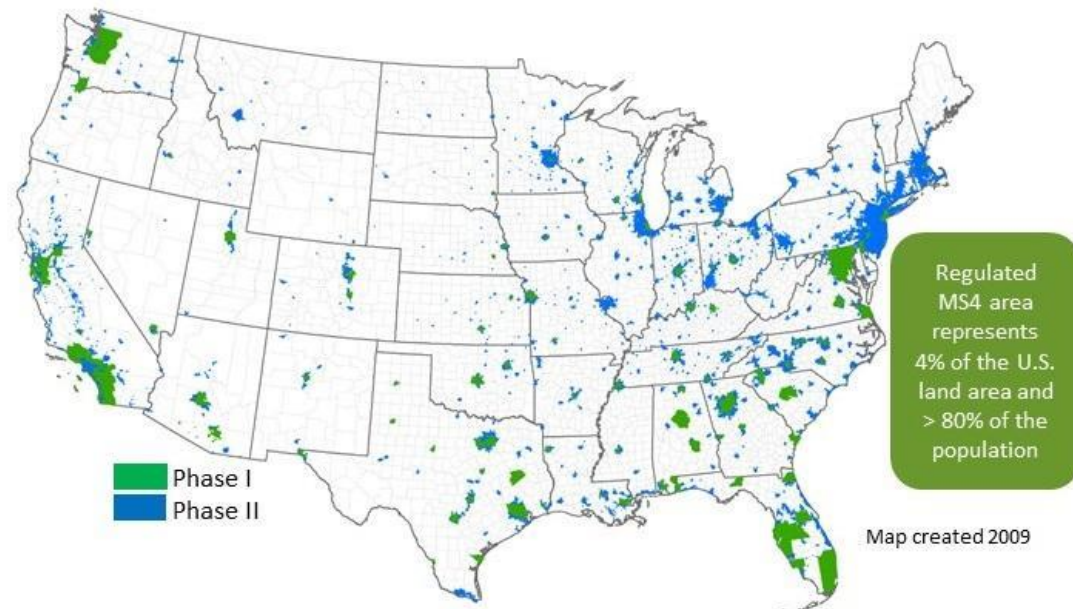 Regulated
MS4 area
represents
4% of the U.S.
land area and
> 80% of the
population
Phase I
Phase II
Map created 2009